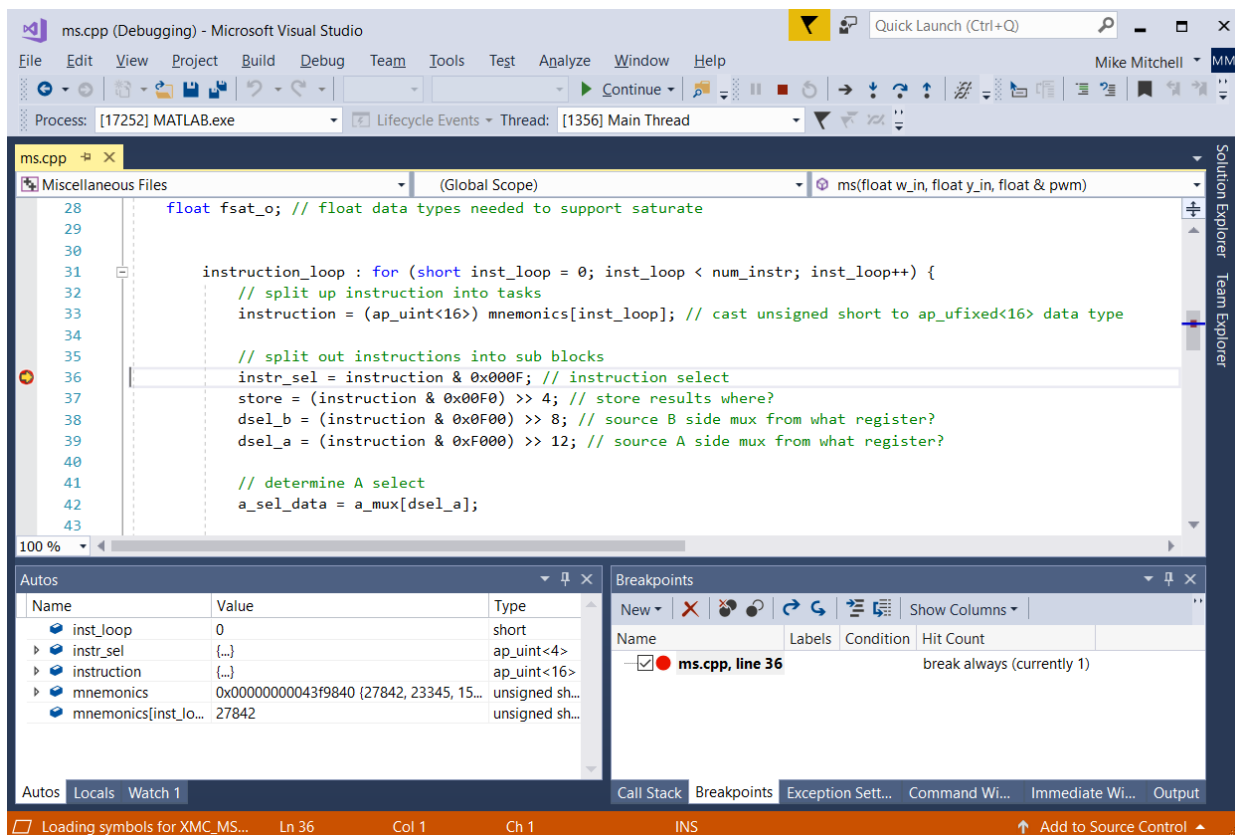 ms.cpp (Debugging) - Microsoft Visual Studio
Quick Launch (Ctrl+Q)
File Edit View Project Build Debug Team Tools Test Analyze Window Help
Mike Mitchell MM
Continue
Process: [17252] MATLAB.exe Lifecycle Events Thread: [1356] Main Thread
ms.cpp
Miscellaneous Files (Global Scope) ms(float w_in, float y_in, float & pwm)
28 float fsat_o; // float data types needed to support saturate
29
30
31 instruction_loop : for (short inst_loop = 0; inst_loop < num_instr; inst_loop++) {
32 // split up instruction into tasks
33 instruction = (ap_uint<16>) mnemonics[inst_loop]; // cast unsigned short to ap_ufixed<16> data type
34
35 // split out instructions into sub blocks
36 instr_sel = instruction & 0x000F; // instruction select
37 store = (instruction & 0x00F0) >> 4; // store results where?
38 dsel_b = (instruction & 0x0F00) >> 8; // source B side mux from what register?
39 dsel_a = (instruction & 0xF000) >> 12; // source A side mux from what register?
40
41 // determine A select
42 a_sel_data = a_mux[dsel_a];
43
100 %
Solution Explorer
Team Explorer
Autos
Name Value Type
inst_loop 0 short
instr_sel {...} ap_uint<4>
instruction {...} ap_uint<16>
mnemonics 0x00000000043f9840 {27842, 23345, 15... unsigned sh...
mnemonics[inst_lo... 27842 unsigned sh...
Autos Locals Watch 1
Breakpoints
New Show Columns
Name Labels Condition Hit Count
ms.cpp, line 36 break always (currently 1)
Call Stack Breakpoints Exception Sett... Command Wi... Immediate Wi... Output
Loading symbols for XMC_MS... Ln 36 Col 1 Ch 1 INS Add to Source Control